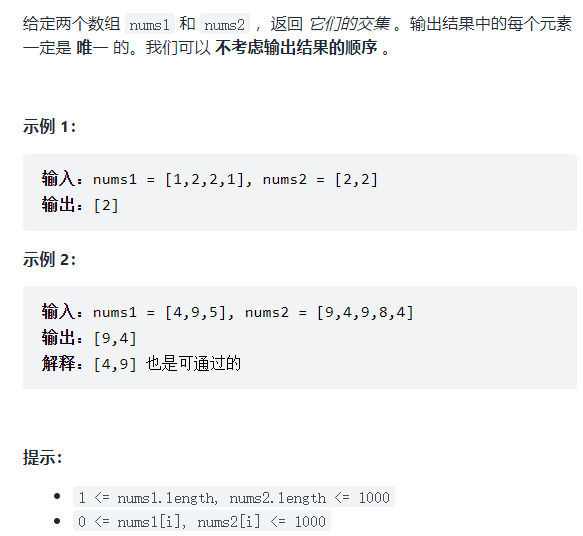 给定两个数组 nums1 和 nums2 ，返回 它们的交集 。输出结果中的每个元素
一定是 唯一 的。我们可以 不考虑输出结果的顺序 。
示例 1：
输入：nums1 = [1,2,2,1], nums2 = [2,2]
输出：[2]
示例 2：
输入：nums1 = [4,9,5], nums2 = [9,4,9,8,4]
输出：[9,4]
解释：[4,9] 也是可通过的
提示：
• 1 <= nums1.length, nums2.length <= 1000
• 0 <= nums1[i], nums2[i] <= 1000